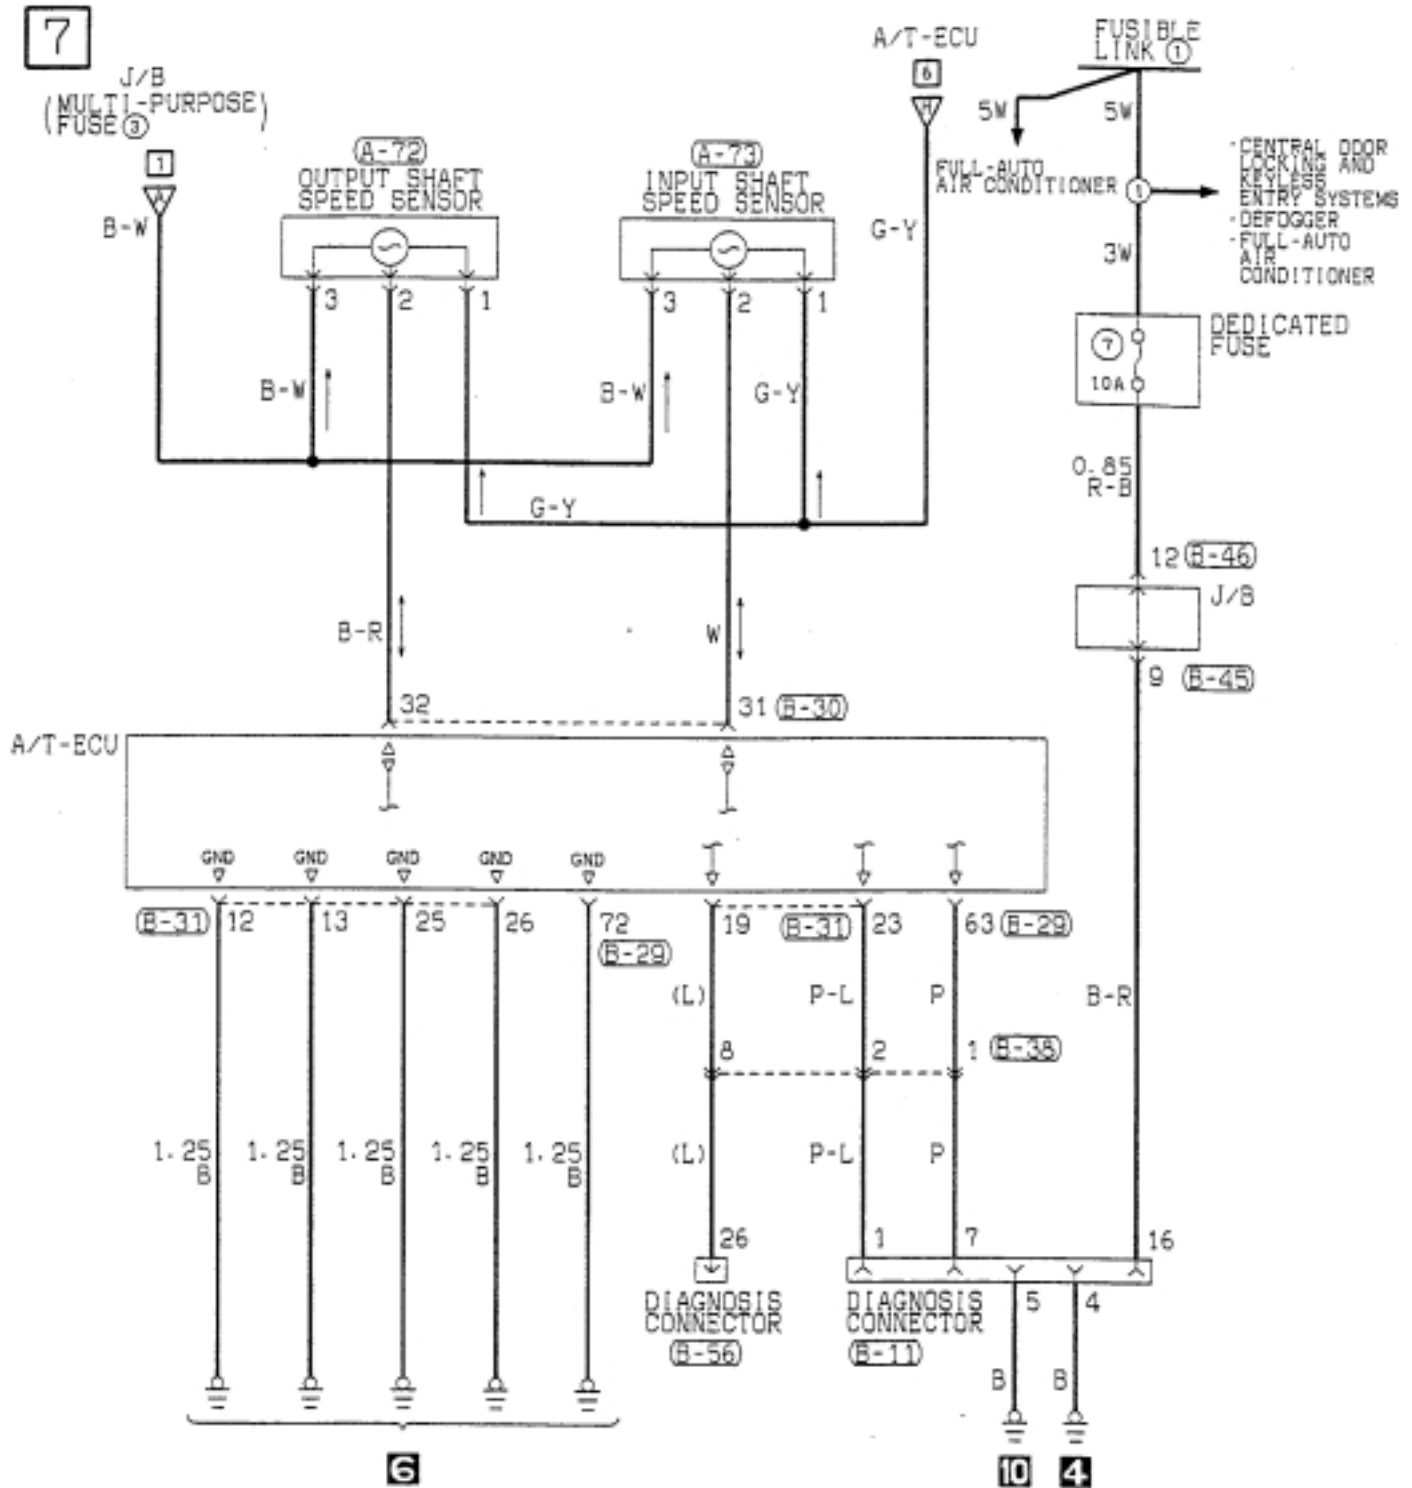 7
J/B
(MULTI-PURPOSE
FUSE③)
1
A
B-W
A-72
OUTPUT SHAFT
SPEED SENSOR
3
2
1
A-73
INPUT SHAFT
SPEED SENSOR
3
2
1
A/T-ECU
6
H
G-Y
FUSIBLE
LINK ①
5W
5W
FULL-AUTO
AIR CONDITIONER
1
·CENTRAL DOOR
LOCKING AND
KEYLESS
ENTRY SYSTEMS
·DEFOGGER
·FULL-AUTO
AIR
CONDITIONER
3W
DEDICATED
FUSE
7
10A
B-W
B-W
G-Y
G-Y
0.85
R-B
12 B-46
J/B
9 B-45
B-R
W
32
31 B-30
A/T-ECU
GND
GND
GND
GND
GND
B-31
12
13
25
26
72
B-29
19
B-31
23
63 B-29
(L)
P-L
P
B-R
8
2
1 B-38
1.25
B
1.25
B
1.25
B
1.25
B
1.25
B
(L)
P-L
P
26
1
7
16
DIAGNOSIS
CONNECTOR
B-56
DIAGNOSIS
CONNECTOR
B-11
5
4
B
B
6
10
4